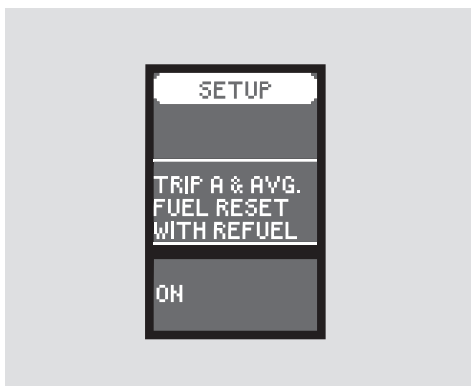 SETUP
TRIP A & AVG.
FUEL RESET
WITH REFUEL
ON